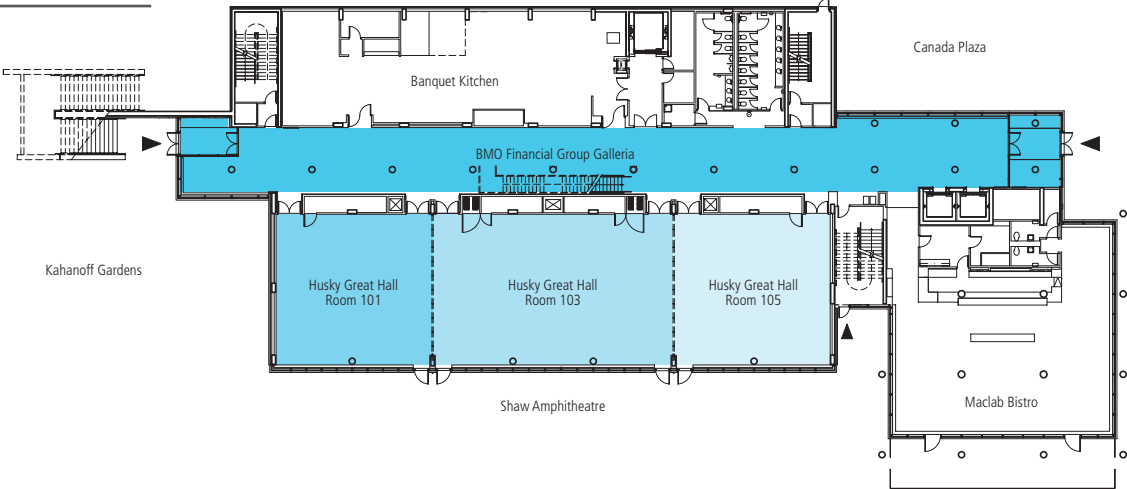 Canada Plaza
Banquet Kitchen
BMO Financial Group Galleria
Kahanoff Gardens
Husky Great Hall
Room 101
Husky Great Hall
Room 103
Husky Great Hall
Room 105
Shaw Amphitheatre
Maclab Bistro